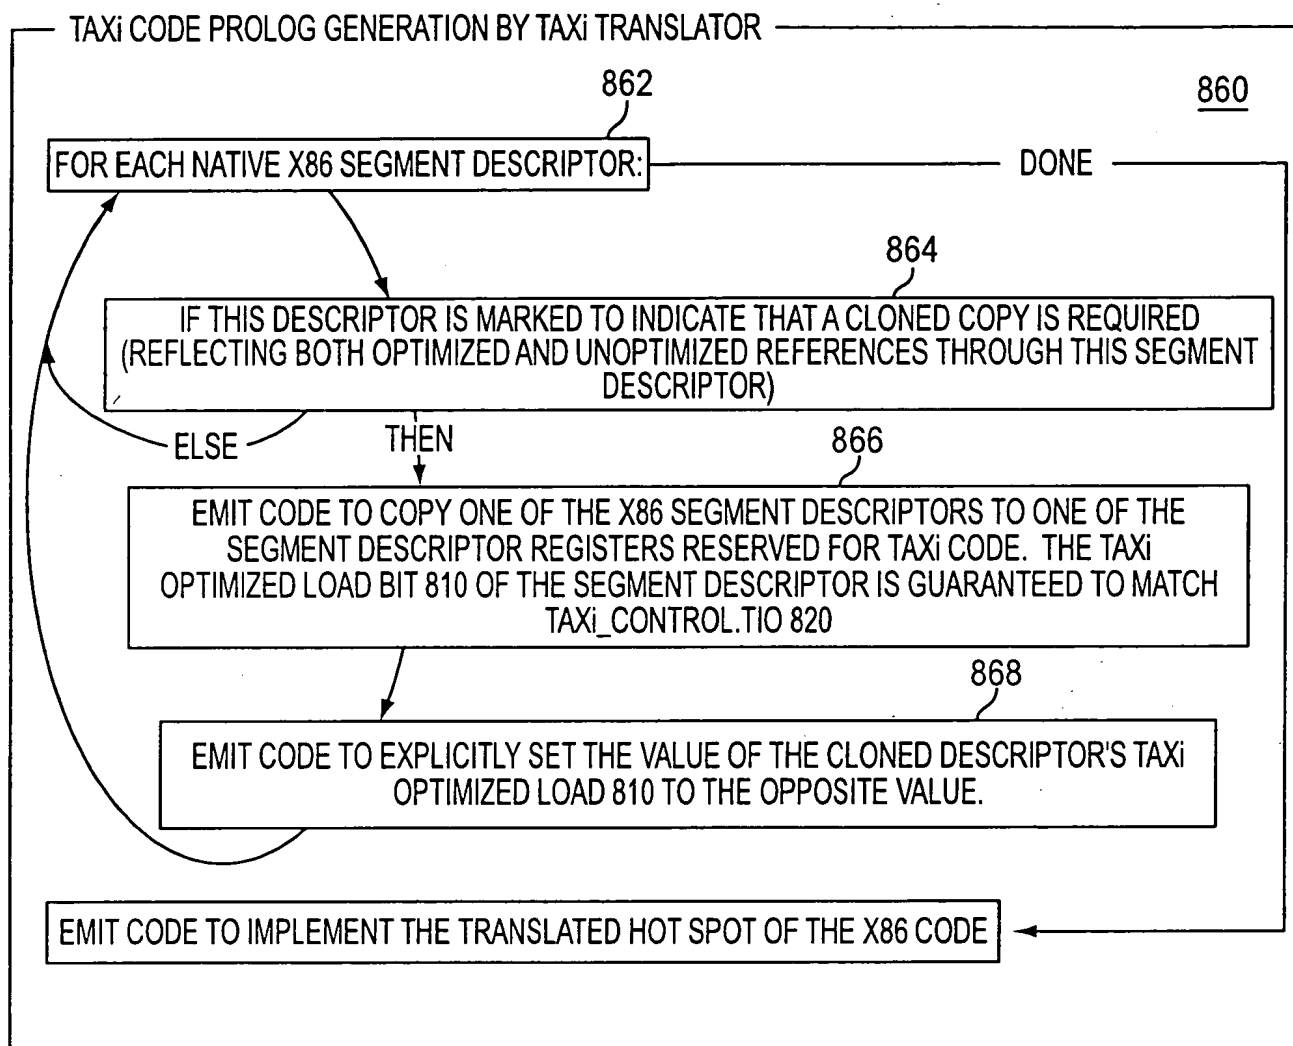 TAXi CODE PROLOG GENERATION BY TAXi TRANSLATOR
860
862
FOR EACH NATIVE X86 SEGMENT DESCRIPTOR:
DONE
864
IF THIS DESCRIPTOR IS MARKED TO INDICATE THAT A CLONED COPY IS REQUIRED
(REFLECTING BOTH OPTIMIZED AND UNOPTIMIZED REFERENCES THROUGH THIS SEGMENT
DESCRIPTOR)
ELSE
THEN
866
EMIT CODE TO COPY ONE OF THE X86 SEGMENT DESCRIPTORS TO ONE OF THE
SEGMENT DESCRIPTOR REGISTERS RESERVED FOR TAXi CODE. THE TAXi
OPTIMIZED LOAD BIT 810 OF THE SEGMENT DESCRIPTOR IS GUARANTEED TO MATCH
TAXi_CONTROL.TIO 820
868
EMIT CODE TO EXPLICITLY SET THE VALUE OF THE CLONED DESCRIPTOR'S TAXi
OPTIMIZED LOAD 810 TO THE OPPOSITE VALUE.
EMIT CODE TO IMPLEMENT THE TRANSLATED HOT SPOT OF THE X86 CODE